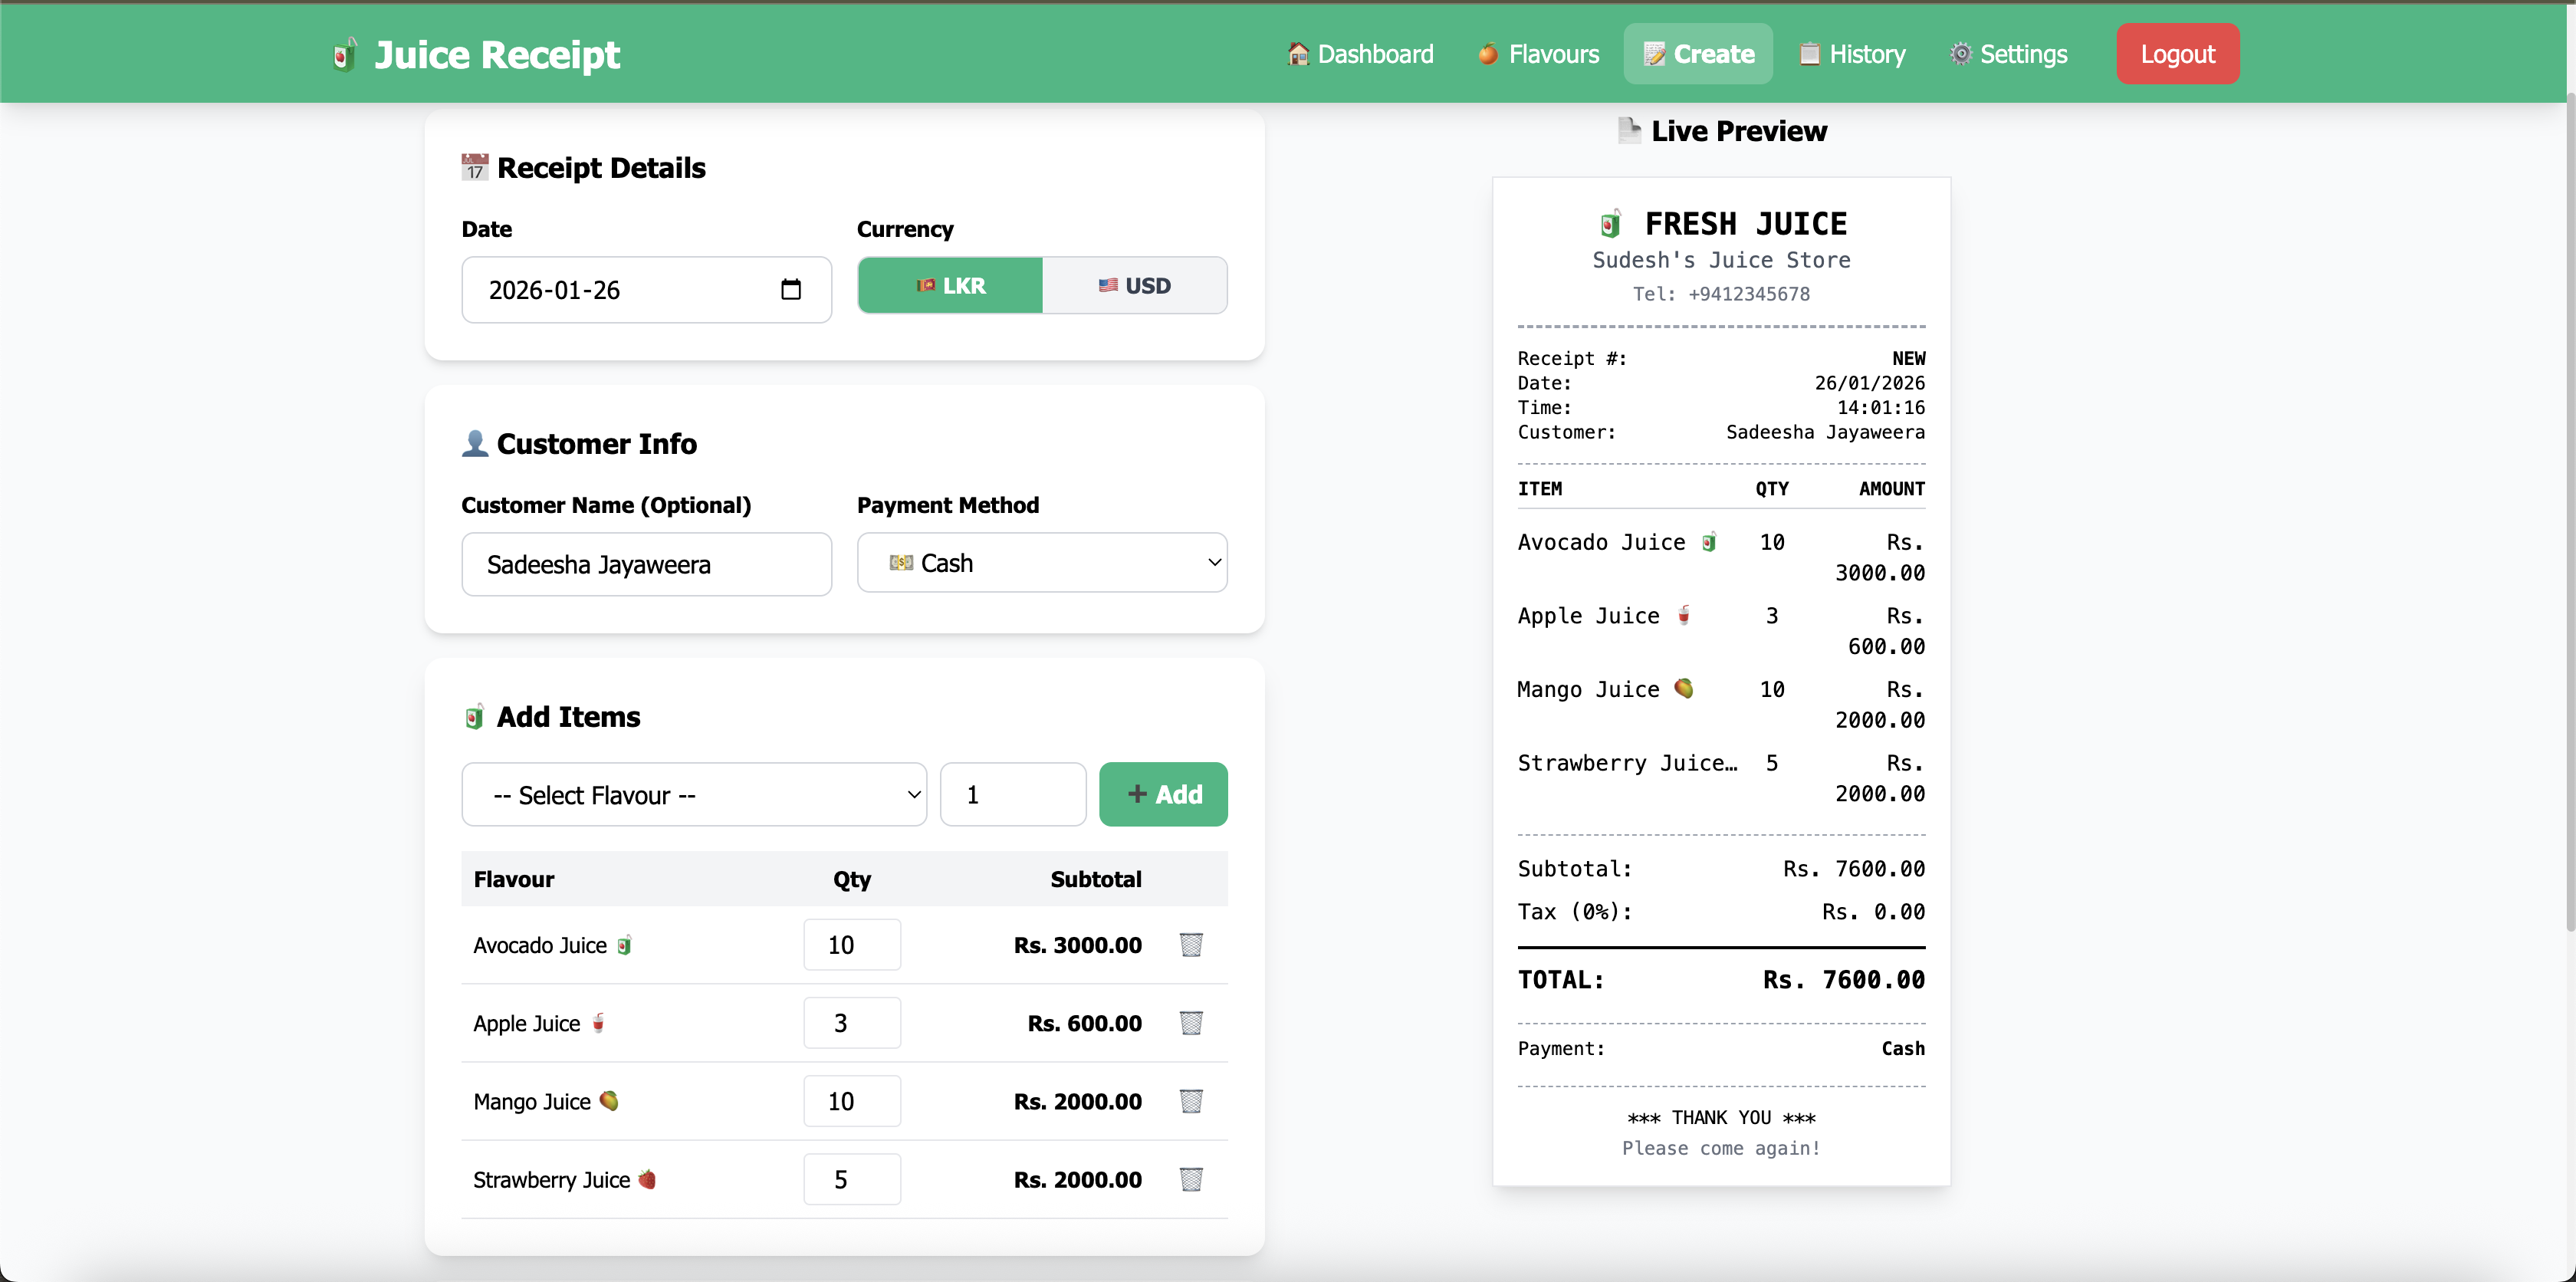 Juice Receipt
Dashboard Flavours Create History Settings Logout
Receipt Details
Date Currency
2026-01-26 LKR USD
Customer Info
Customer Name (Optional) Payment Method
Sadeesha Jayaweera Cash
Add Items
-- Select Flavour -- 1 + Add
Flavour Qty Subtotal
Avocado Juice 10 Rs. 3000.00
Apple Juice 3 Rs. 600.00
Mango Juice 10 Rs. 2000.00
Strawberry Juice 5 Rs. 2000.00
Live Preview
FRESH JUICE
Sudesh's Juice Store
Tel: +9412345678
Receipt #: NEW
Date: 26/01/2026
Time: 14:01:16
Customer: Sadeesha Jayaweera
ITEM QTY AMOUNT
Avocado Juice 10 Rs.
3000.00
Apple Juice 3 Rs.
600.00
Mango Juice 10 Rs.
2000.00
Strawberry Juice… 5 Rs.
2000.00
Subtotal: Rs. 7600.00
Tax (0%): Rs. 0.00
TOTAL: Rs. 7600.00
Payment: Cash
*** THANK YOU ***
Please come again!